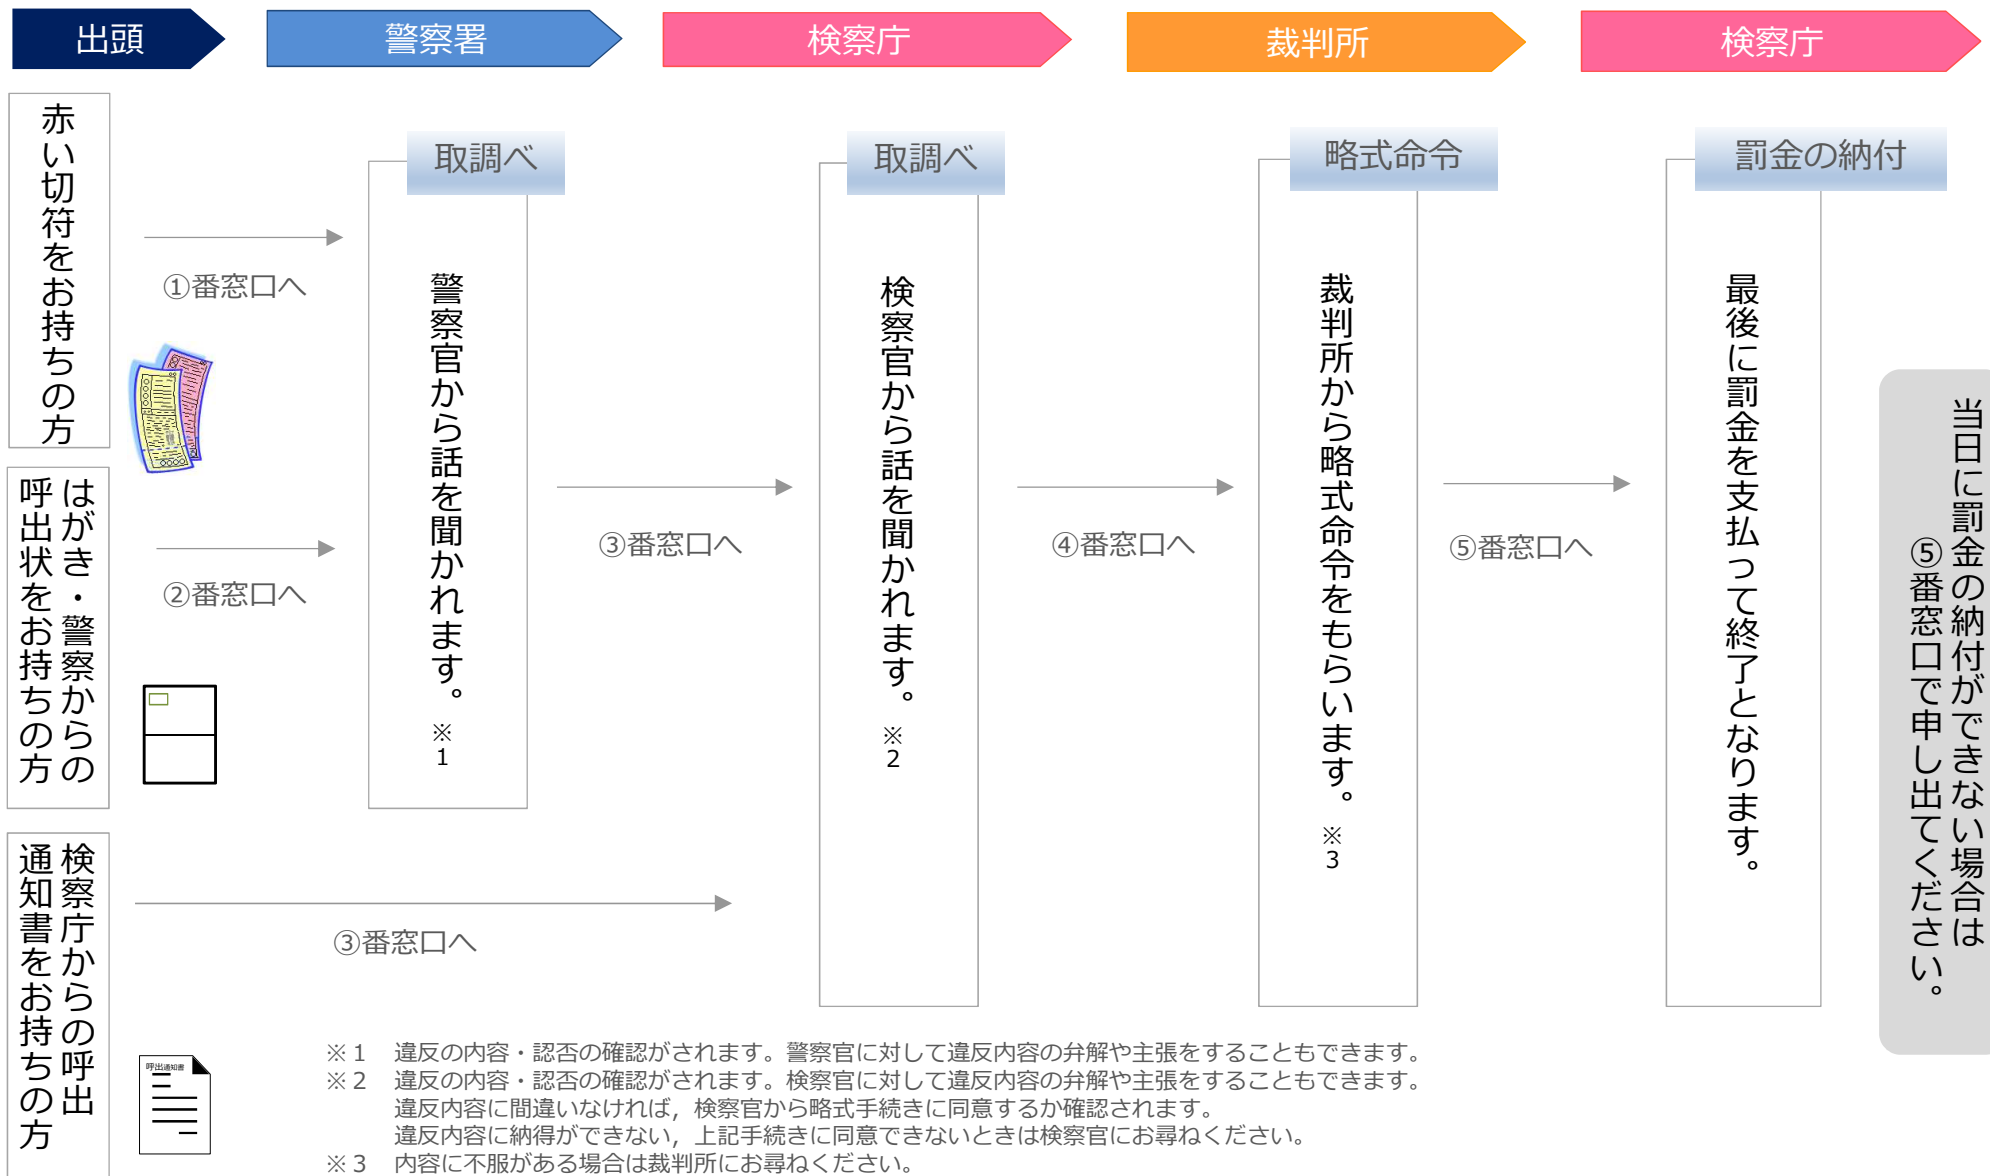 出頭
警察署
検察庁
裁判所
検察庁
赤い切符をお持ちの方
①番窓口へ
はがき・警察からの
呼出状をお持ちの方
②番窓口へ
検察庁からの呼出
通知書をお持ちの方
呼出通知書
③番窓口へ
取調べ
警察官から話を聞かれます。※1
③番窓口へ
取調べ
検察官から話を聞かれます。※2
④番窓口へ
略式命令
裁判所から略式命令をもらいます。※3
⑤番窓口へ
罰金の納付
最後に罰金を支払って終了となります。
当日に罰金の納付ができない場合は
⑤番窓口で申し出てください。
※１　違反の内容・認否の確認がされます。警察官に対して違反内容の弁解や主張をすることもできます。
※２　違反の内容・認否の確認がされます。検察官に対して違反内容の弁解や主張をすることもできます。
違反内容に間違いなければ，検察官から略式手続きに同意するか確認されます。
違反内容に納得ができない，上記手続きに同意できないときは検察官にお尋ねください。
※３　内容に不服がある場合は裁判所にお尋ねください。